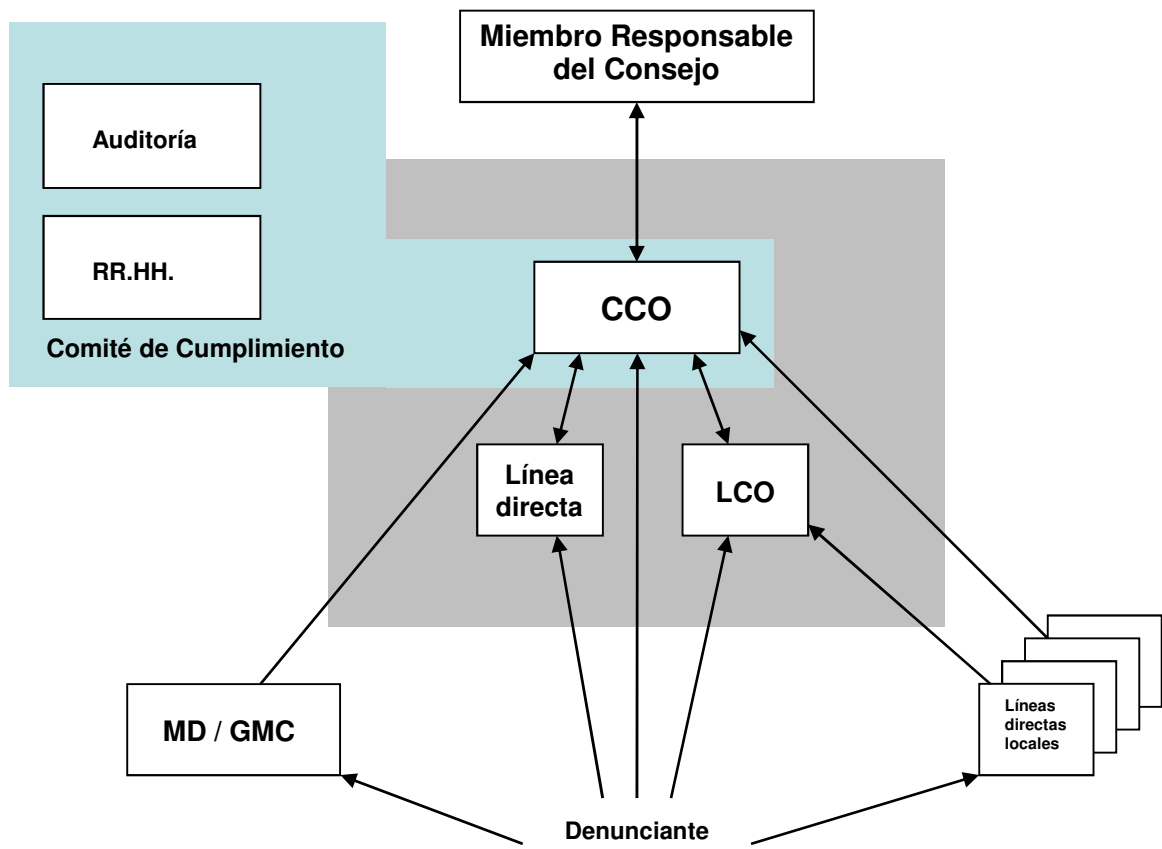 Miembro Responsable
del Consejo
Auditoría
RR.HH.
Comité de Cumplimiento
CCO
Línea
directa
LCO
MD / GMC
Líneas
directas
locales
Denunciante